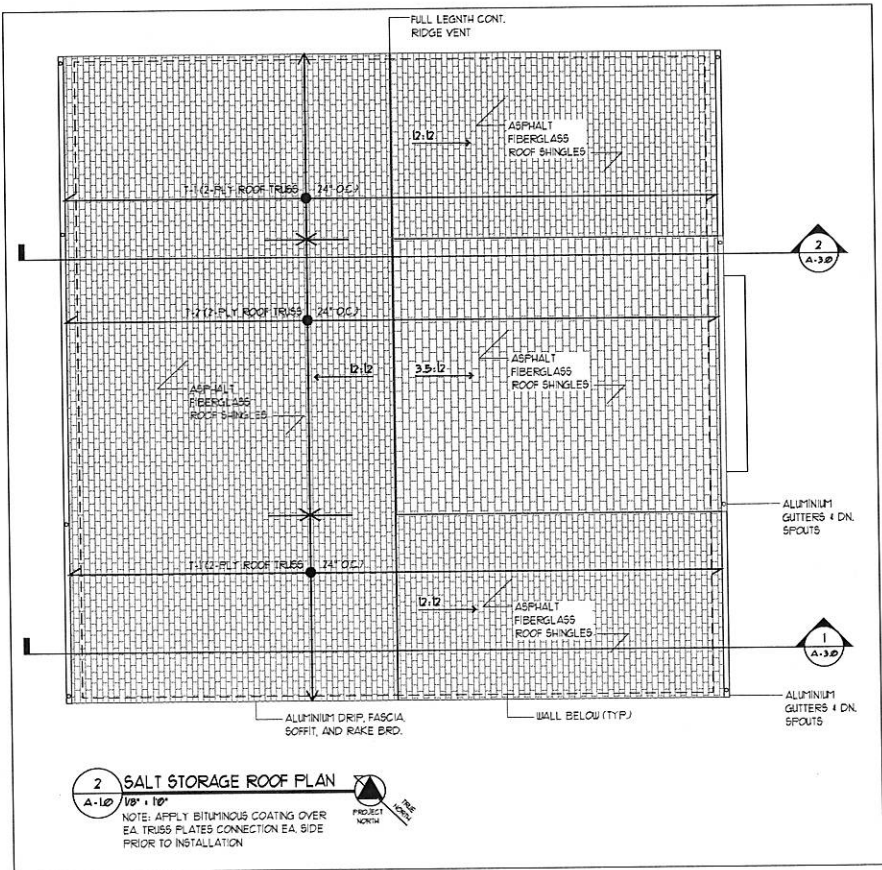 FULL LEGNTH CONT.
RIDGE VENT
12:12
ASPHALT
FIBERGLASS
ROOF SHINGLES
T-1 (2-PLY ROOF TRUSS 24" O.C.)
2
A-3.0
T-2 (2-PLY ROOF TRUSS 24" O.C.)
12:12
3.5:12
ASPHALT
FIBERGLASS
ROOF SHINGLES
ASPHALT
FIBERGLASS
ROOF SHINGLES
ALUMINIUM
GUTTERS & DN.
SPOUTS
T-1 (2-PLY ROOF TRUSS 24" O.C.)
12:12
ASPHALT
FIBERGLASS
ROOF SHINGLES
1
A-3.0
ALUMINIUM
GUTTERS & DN.
SPOUTS
ALUMINIUM DRIP, FASCIA,
SOFFIT, AND RAKE BRD.
WALL BELOW (TYP.)
2
A-1.0
SALT STORAGE ROOF PLAN
1/8" = 1'0"
NOTE: APPLY BITUMINOUS COATING OVER
EA. TRUSS PLATES CONNECTION EA. SIDE
PRIOR TO INSTALLATION
PROJECT
NORTH
TRUE
NORTH